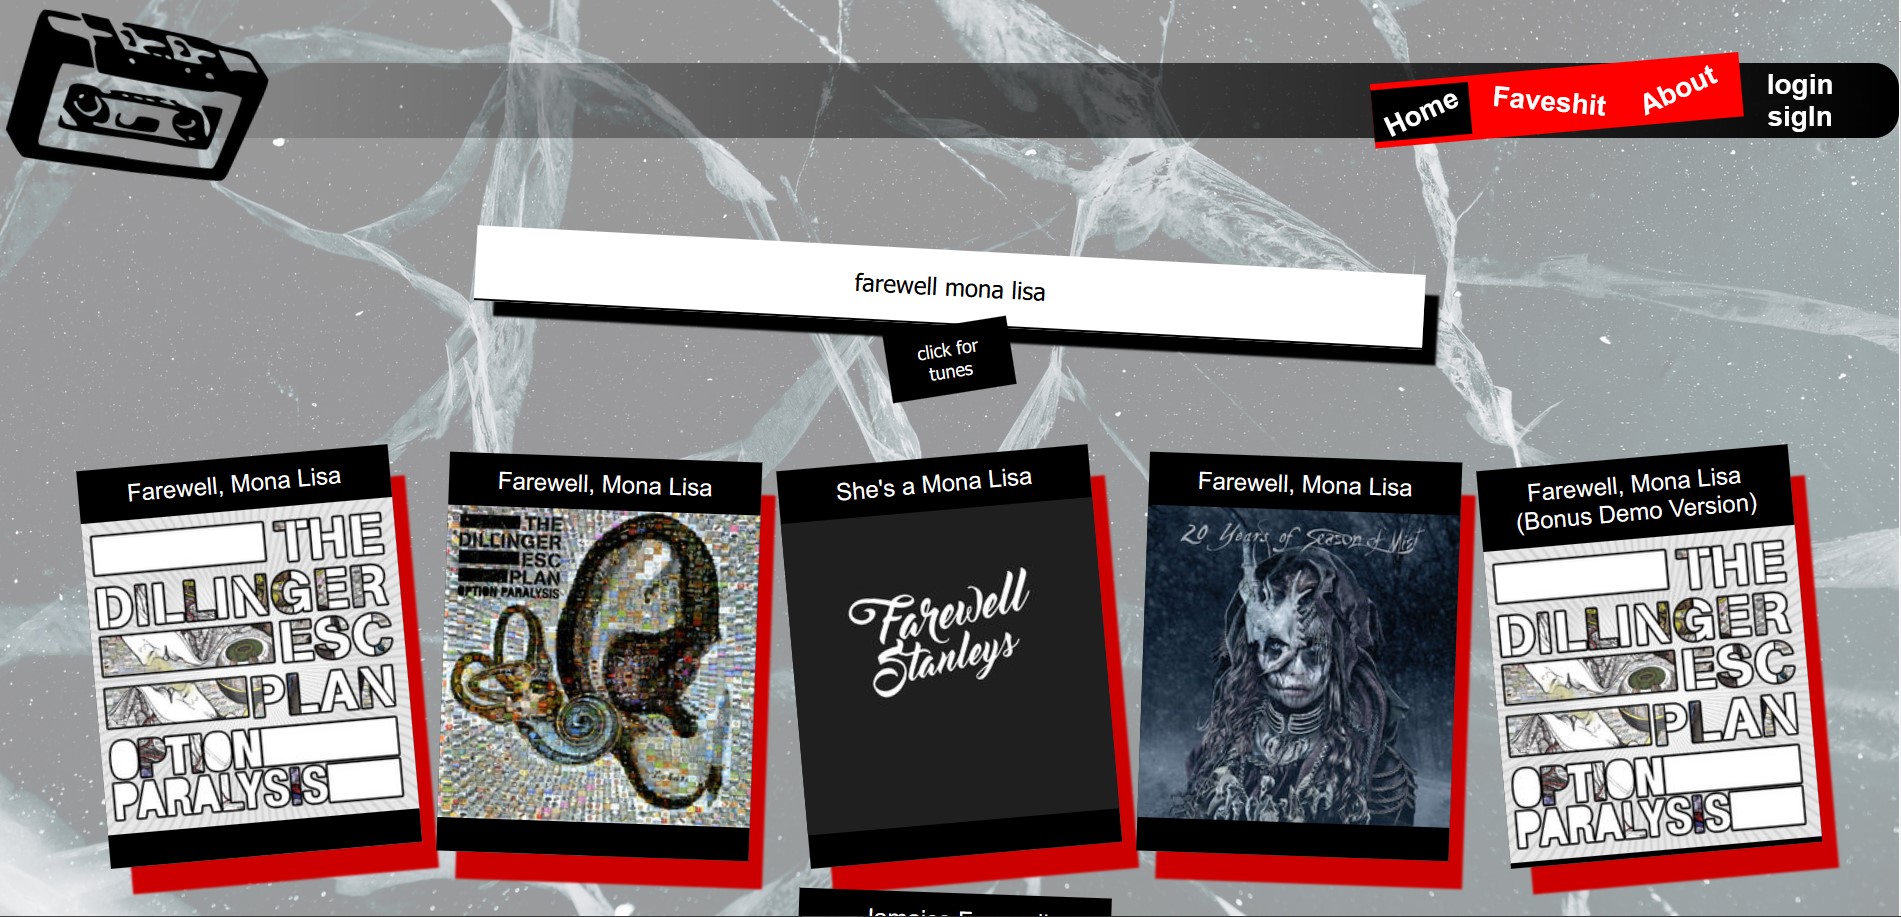 Home
Faveshit
About
login
sigIn
farewell mona lisa
click for
tunes
Farewell, Mona Lisa
THE
DILLINGER
ESC
PLAN
OPTION
PARALYSIS
Farewell, Mona Lisa
THE
DILLINGER
ESC
PLAN
OPTION PARALYSIS
She's a Mona Lisa
Farewell
Stanleys
Farewell, Mona Lisa
20 Years of Season of Mist
Farewell, Mona Lisa
(Bonus Demo Version)
THE
DILLINGER
ESC
PLAN
OPTION
PARALYSIS